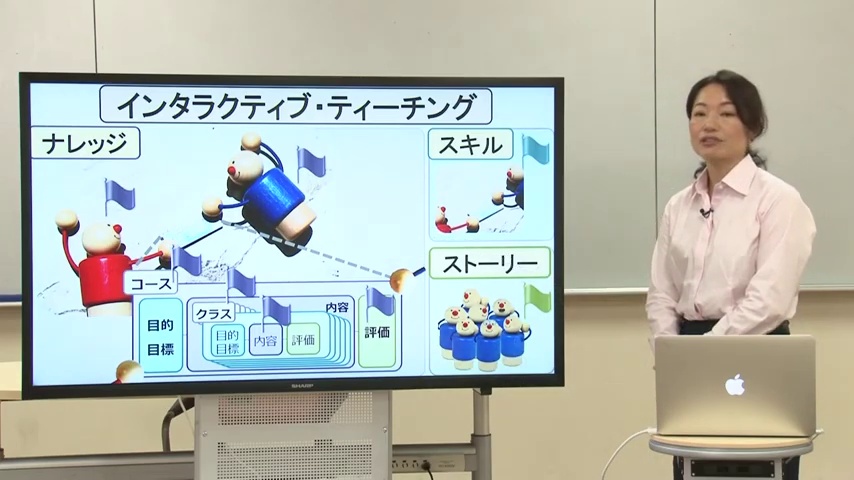 インタラクティブ・ティーチング
ナレッジ
スキル
ストーリー
コース
目的
目標
クラス
目的
目標
内容
評価
内容
評価
SHARP